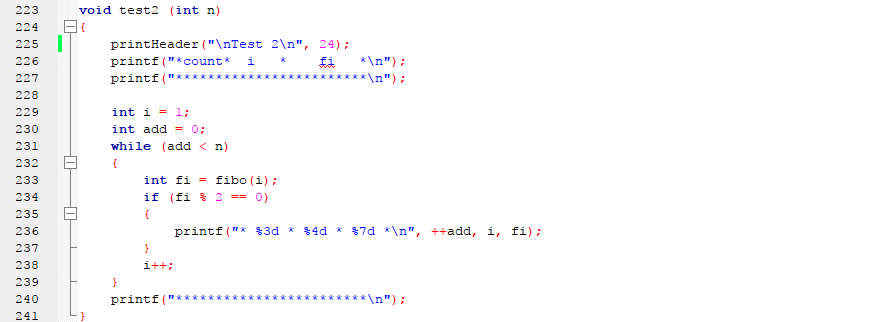 223 void test2 (int n)
224 {
225     printHeader("\nTest 2\n", 24);
226     printf("*count*  i   *    fi   *\n");
227     printf("************************\n");
228
229     int i = 1;
230     int add = 0;
231     while (add < n)
232     {
233         int fi = fibo(i);
234         if (fi % 2 == 0)
235         {
236             printf("* %3d * %4d * %7d *\n", ++add, i, fi);
237         }
238         i++;
239     }
240     printf("************************\n");
241 }